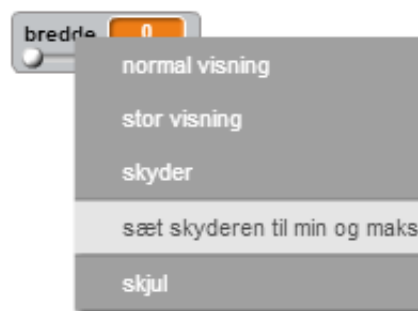 bredde 0
normal visning
stor visning
skyder
sæt skyderen til min og maks
skjul